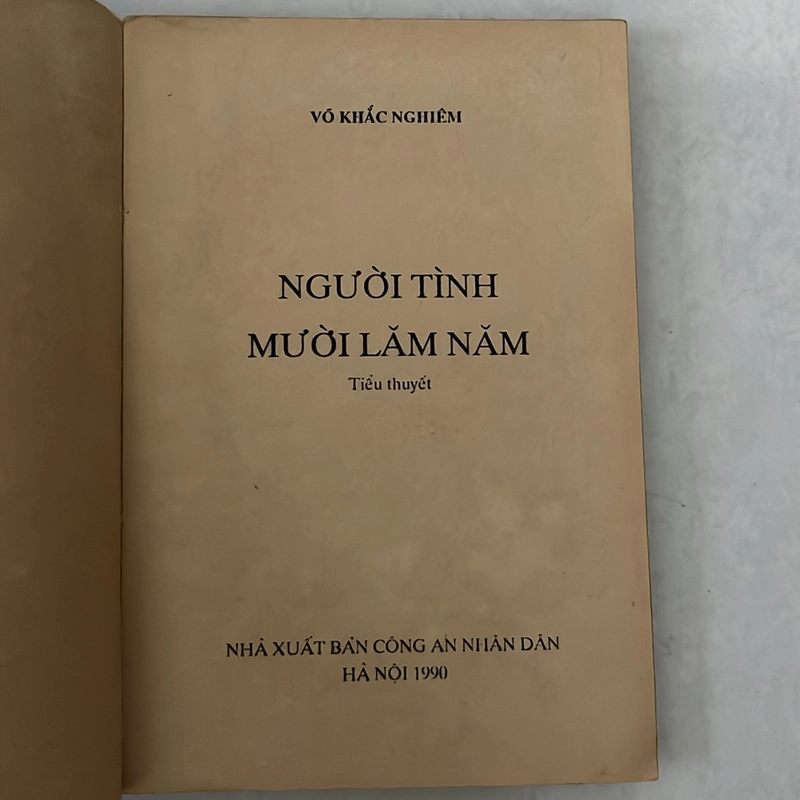 VÕ KHẮC NGHIÊM
NGƯỜI TÌNH
MƯỜI LĂM NĂM
Tiểu thuyết
NHÀ XUẤT BẢN CÔNG AN NHÂN DÂN
HÀ NỘI 1990